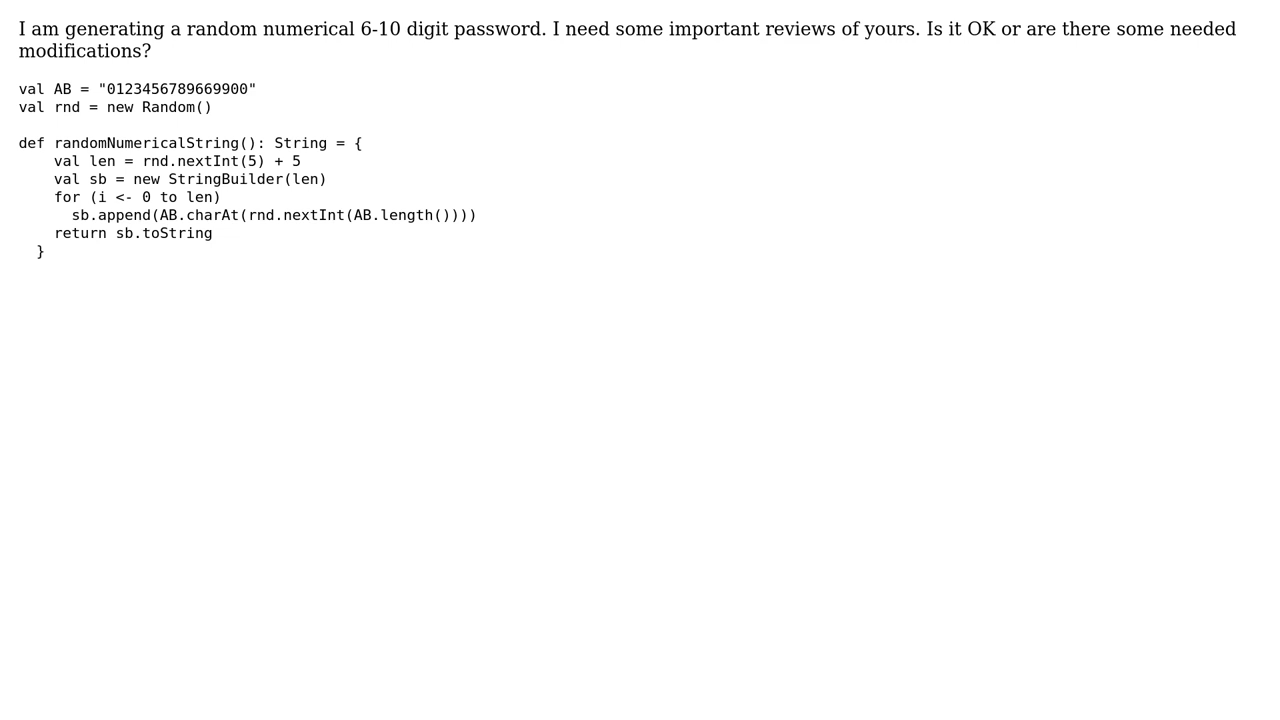 I am generating a random numerical 6-10 digit password. I need some important reviews of yours. Is it OK or are there some needed
modifications?
val AB = "0123456789669900"
val rnd = new Random()
def randomNumericalString(): String = {
    val len = rnd.nextInt(5) + 5
    val sb = new StringBuilder(len)
    for (i <- 0 to len)
      sb.append(AB.charAt(rnd.nextInt(AB.length())))
    return sb.toString
  }